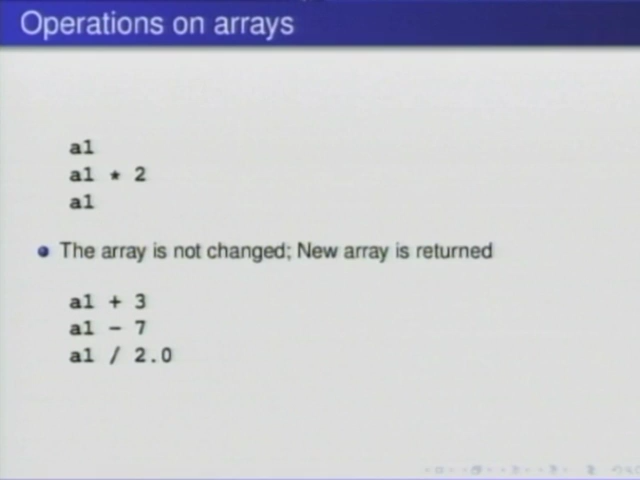 Operations on arrays
a1
a1 * 2
a1
The array is not changed; New array is returned
a1 + 3
a1 - 7
a1 / 2.0